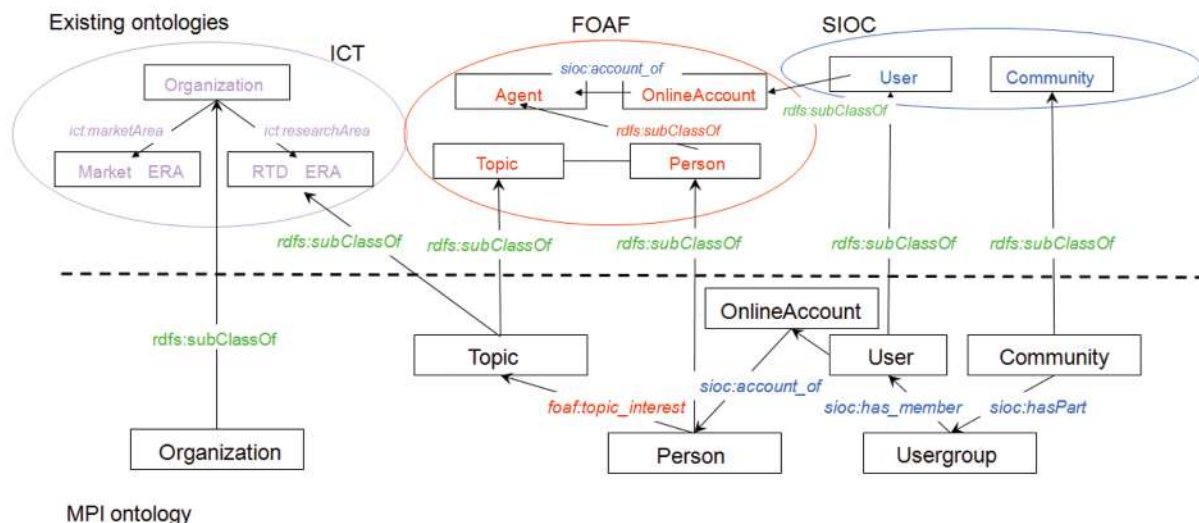 Existing ontologies
FOAF
SIOC
ICT
Organization
sioc:account_of
User
Community
Agent
OnlineAccount
rdfs:subClassOf
ict:marketArea
ict:researchArea
rdfs:subClassOf
Market ERA
RTD ERA
Topic
Person
rdfs:subClassOf
rdfs:subClassOf
rdfs:subClassOf
rdfs:subClassOf
rdfs:subClassOf
OnlineAccount
rdfs:subClassOf
Topic
User
Community
sioc:account_of
foaf:topic_interest
sioc:has_member
sioc:hasPart
Organization
Person
Usergroup
MPI ontology